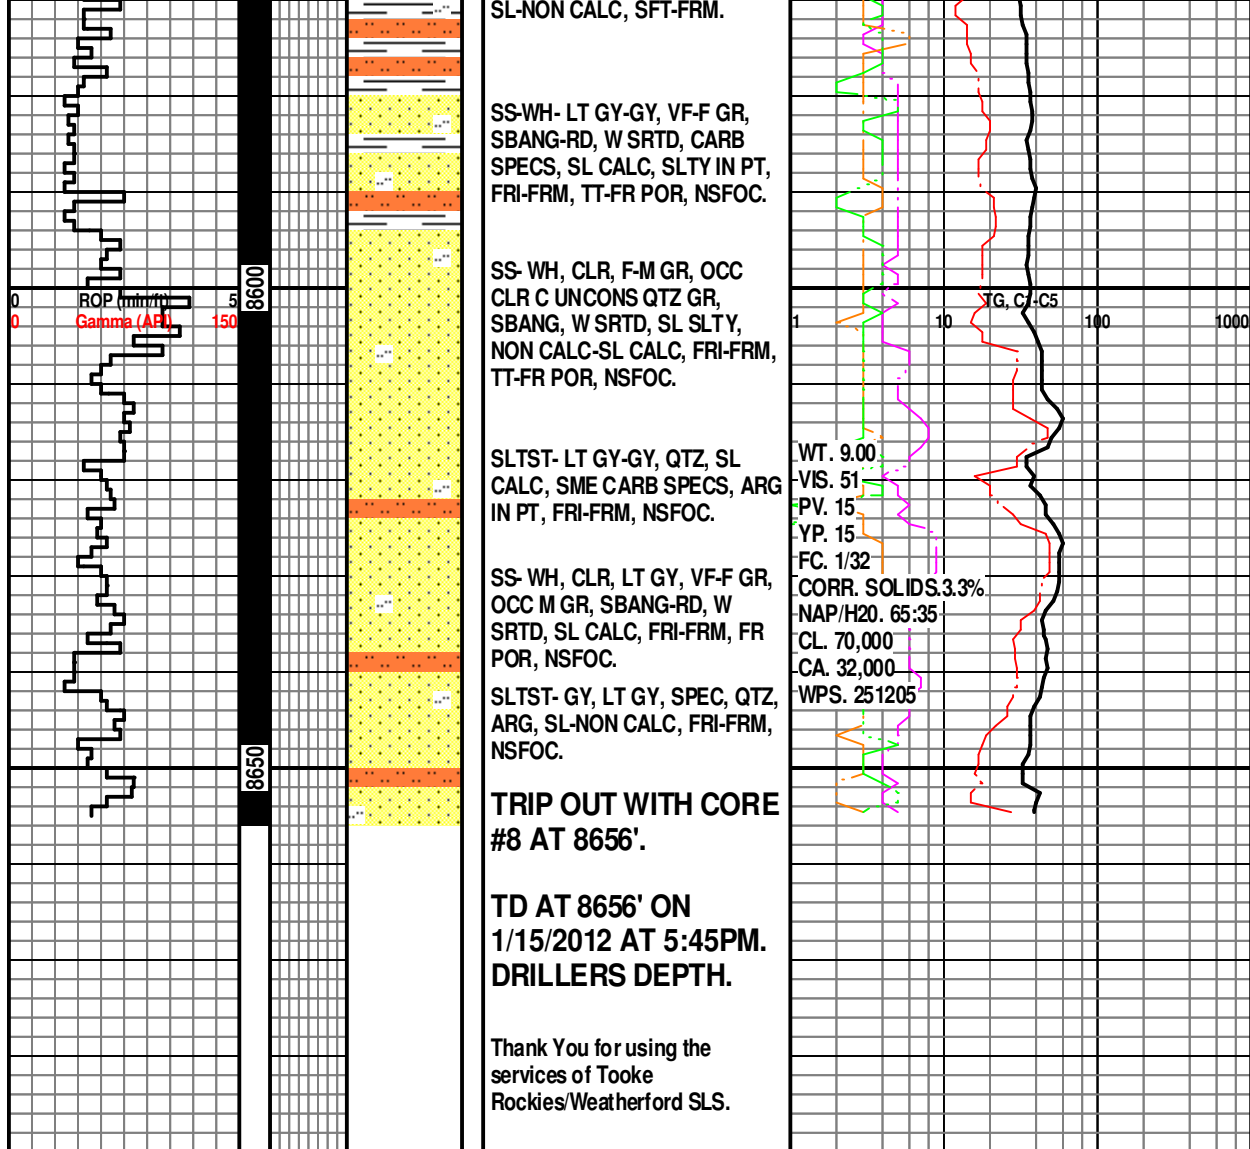 SL-NON CALC, SFT-FRM.
SS-WH- LT GY-GY, VF-F GR,
SBANG-RD, W SRTD, CARB
SPECS, SL CALC, SLTY IN PT,
FRI-FRM, TT-FR POR, NSFOC.
8600
0 ROP (min/ft) 5
0 Gamma (API) 150
SS- WH, CLR, F-M GR, OCC
CLR C UNCONS QTZ GR,
SBANG, W SRTD, SL SLTY,
NON CALC-SL CALC, FRI-FRM,
TT-FR POR, NSFOC.
TG, C1-C5
1 10 100 1000
SLTST- LT GY-GY, QTZ, SL
CALC, SME CARB SPECS, ARG
IN PT, FRI-FRM, NSFOC.
WT. 9.00
VIS. 51
PV. 15
YP. 15
FC. 1/32
CORR. SOLIDS.3.3%
NAP/H20. 65:35
CL. 70,000
CA. 32,000
WPS. 251205
SS- WH, CLR, LT GY, VF-F GR,
OCC M GR, SBANG-RD, W
SRTD, SL CALC, FRI-FRM, FR
POR, NSFOC.
SLTST- GY, LT GY, SPEC, QTZ,
ARG, SL-NON CALC, FRI-FRM,
NSFOC.
8650
TRIP OUT WITH CORE
#8 AT 8656'.
TD AT 8656' ON
1/15/2012 AT 5:45PM.
DRILLERS DEPTH.
Thank You for using the
services of Tooke
Rockies/Weatherford SLS.